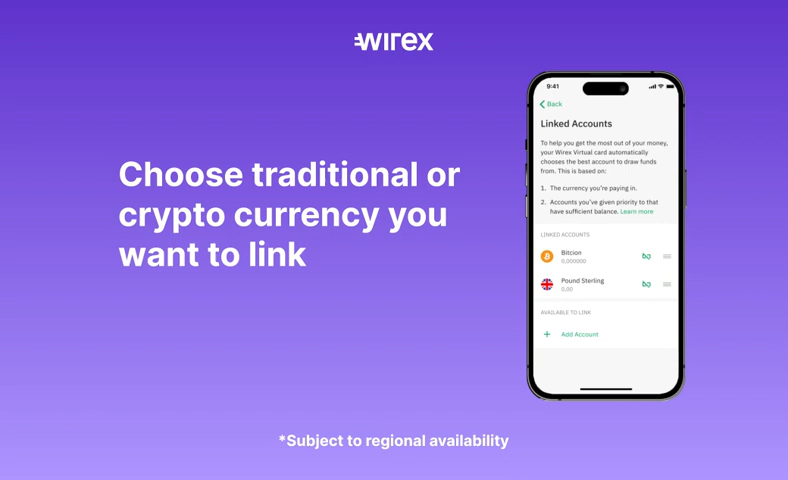 wirex
Choose traditional or
crypto currency you
want to link
9:41
Back
Linked Accounts
To help you get the most out of your money,
your Wirex Virtual card automatically
chooses the best account to draw funds
from. This is based on:
1. The currency you're paying in.
2. Accounts you've given priority to that
have sufficient balance. Learn more
LINKED ACCOUNTS
Bitcion
0,000000
Pound Sterling
0,00
AVAILABLE TO LINK
+ Add Account
*Subject to regional availability